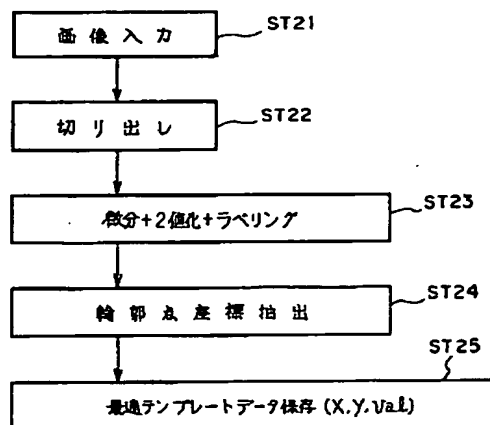 ST21
画像入力
ST22
切り出し
ST23
微分+2値化+ラベリング
ST24
輪郭点座標抽出
ST25
最適テンプレートデータ保存(X,Y,Val)